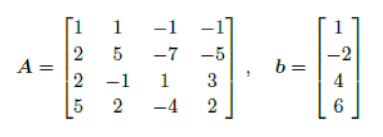 A = [1 1 −1 −1
2 5 −7 −5
2 −1 1 3
5 2 −4 2] , b = [1
−2
4
6]